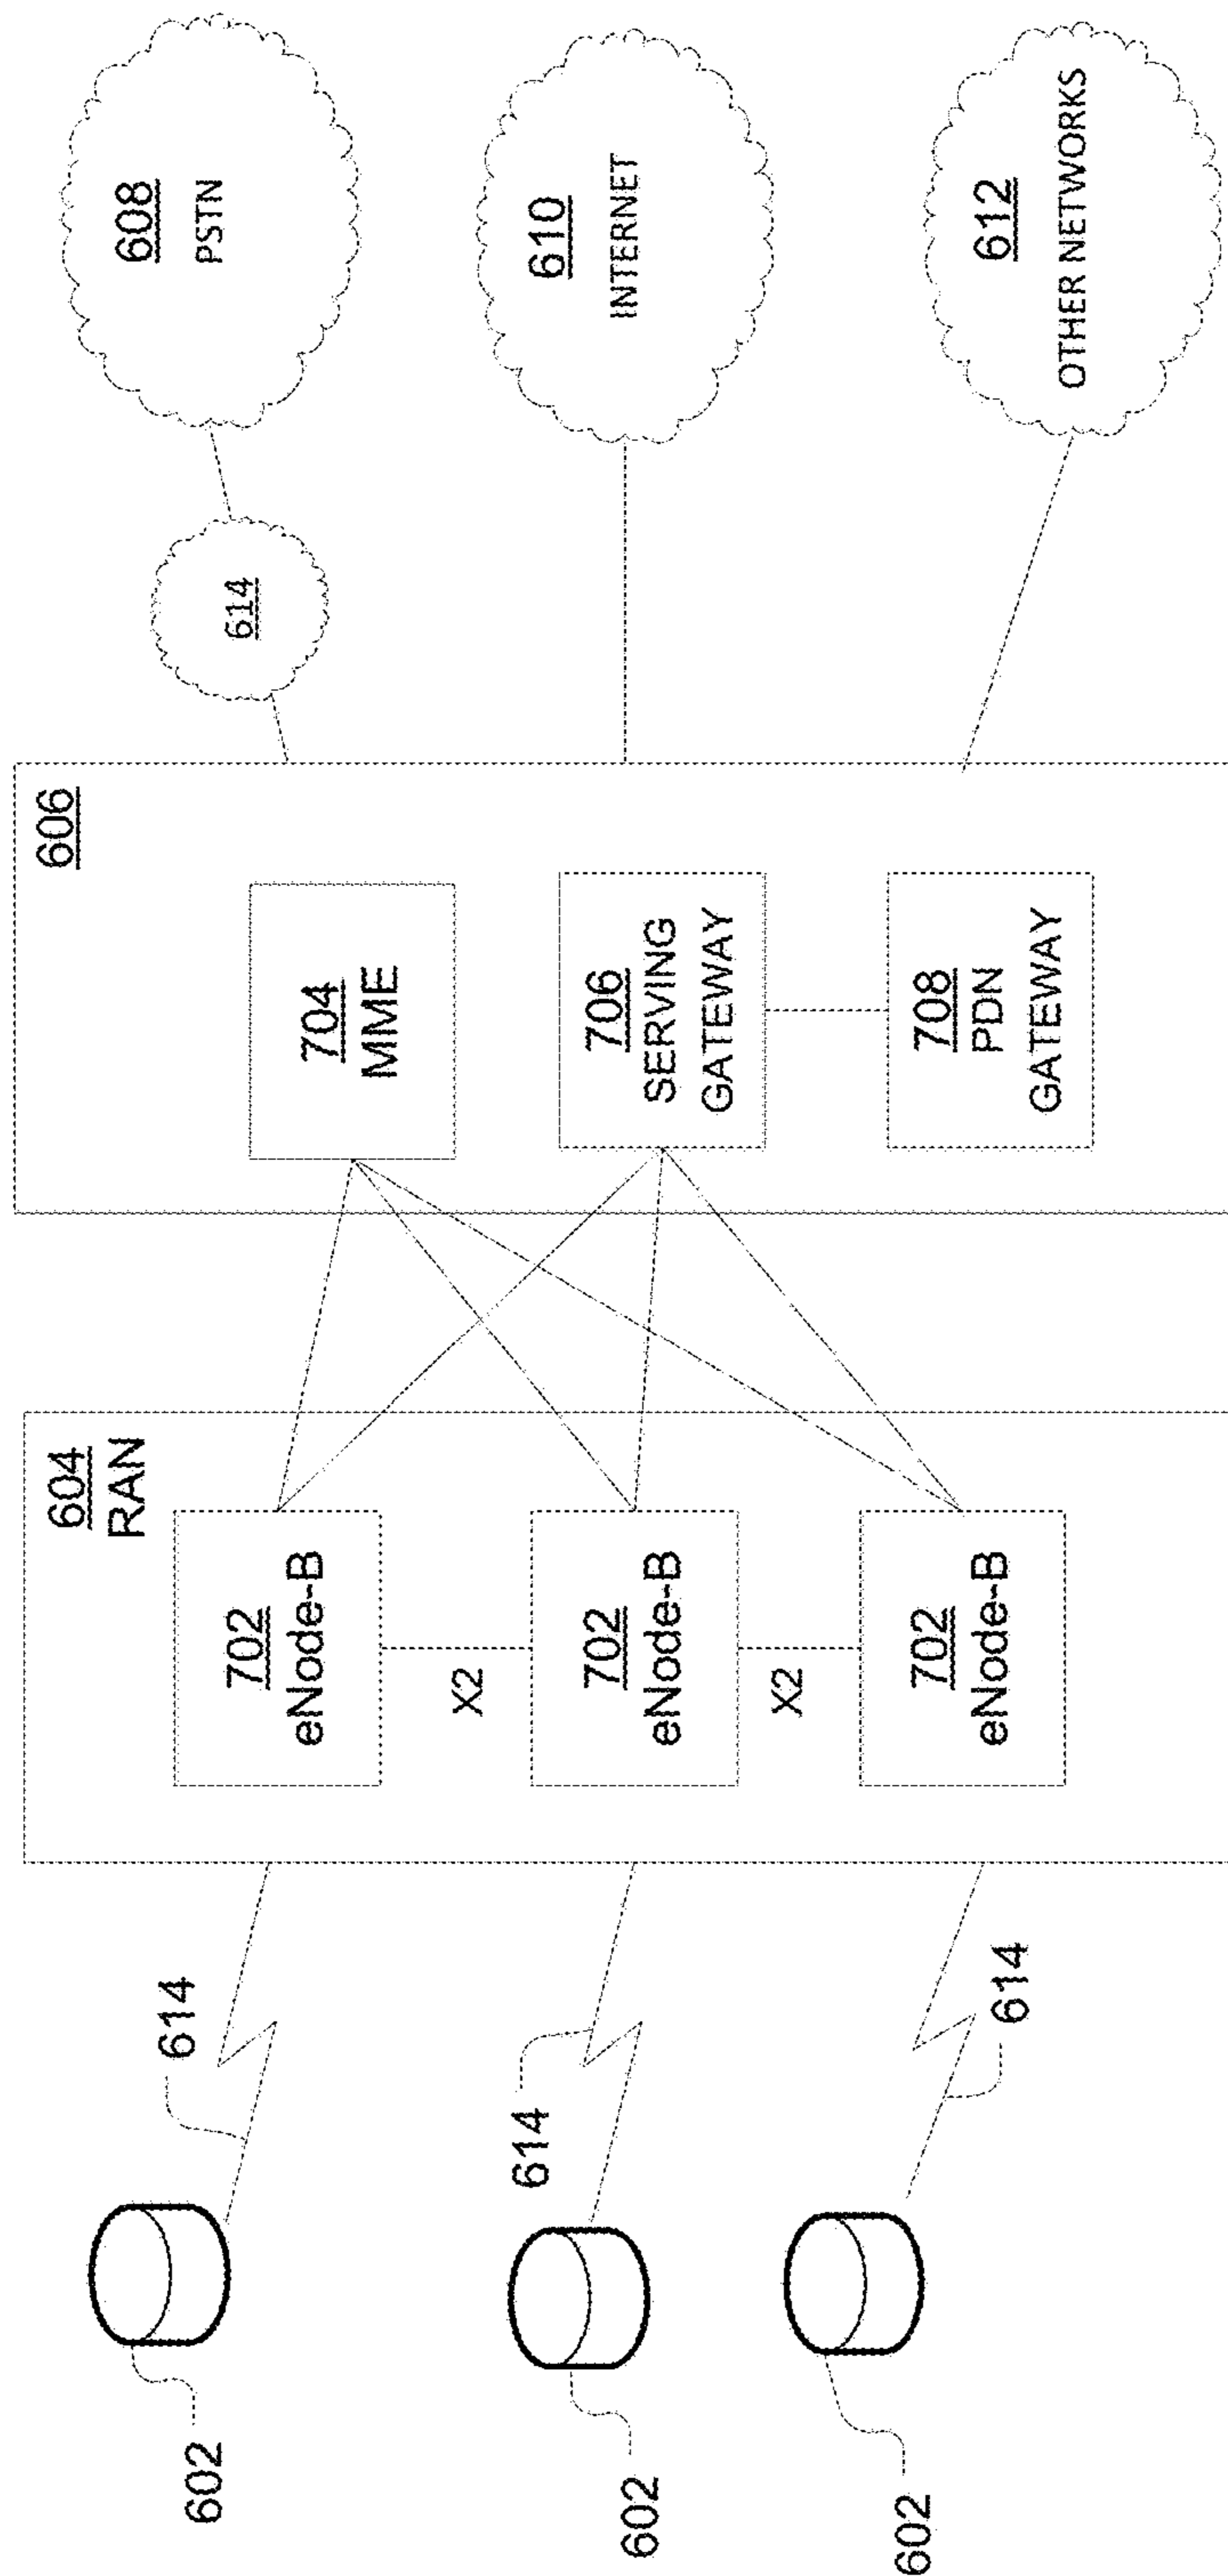 602
602
602
614
614
614
604
RAN
702
eNode-B
X2
702
eNode-B
X2
702
eNode-B
606
704
MME
706
SERVING
GATEWAY
708
PDN
GATEWAY
614
608
PSTN
610
INTERNET
612
OTHER NETWORKS